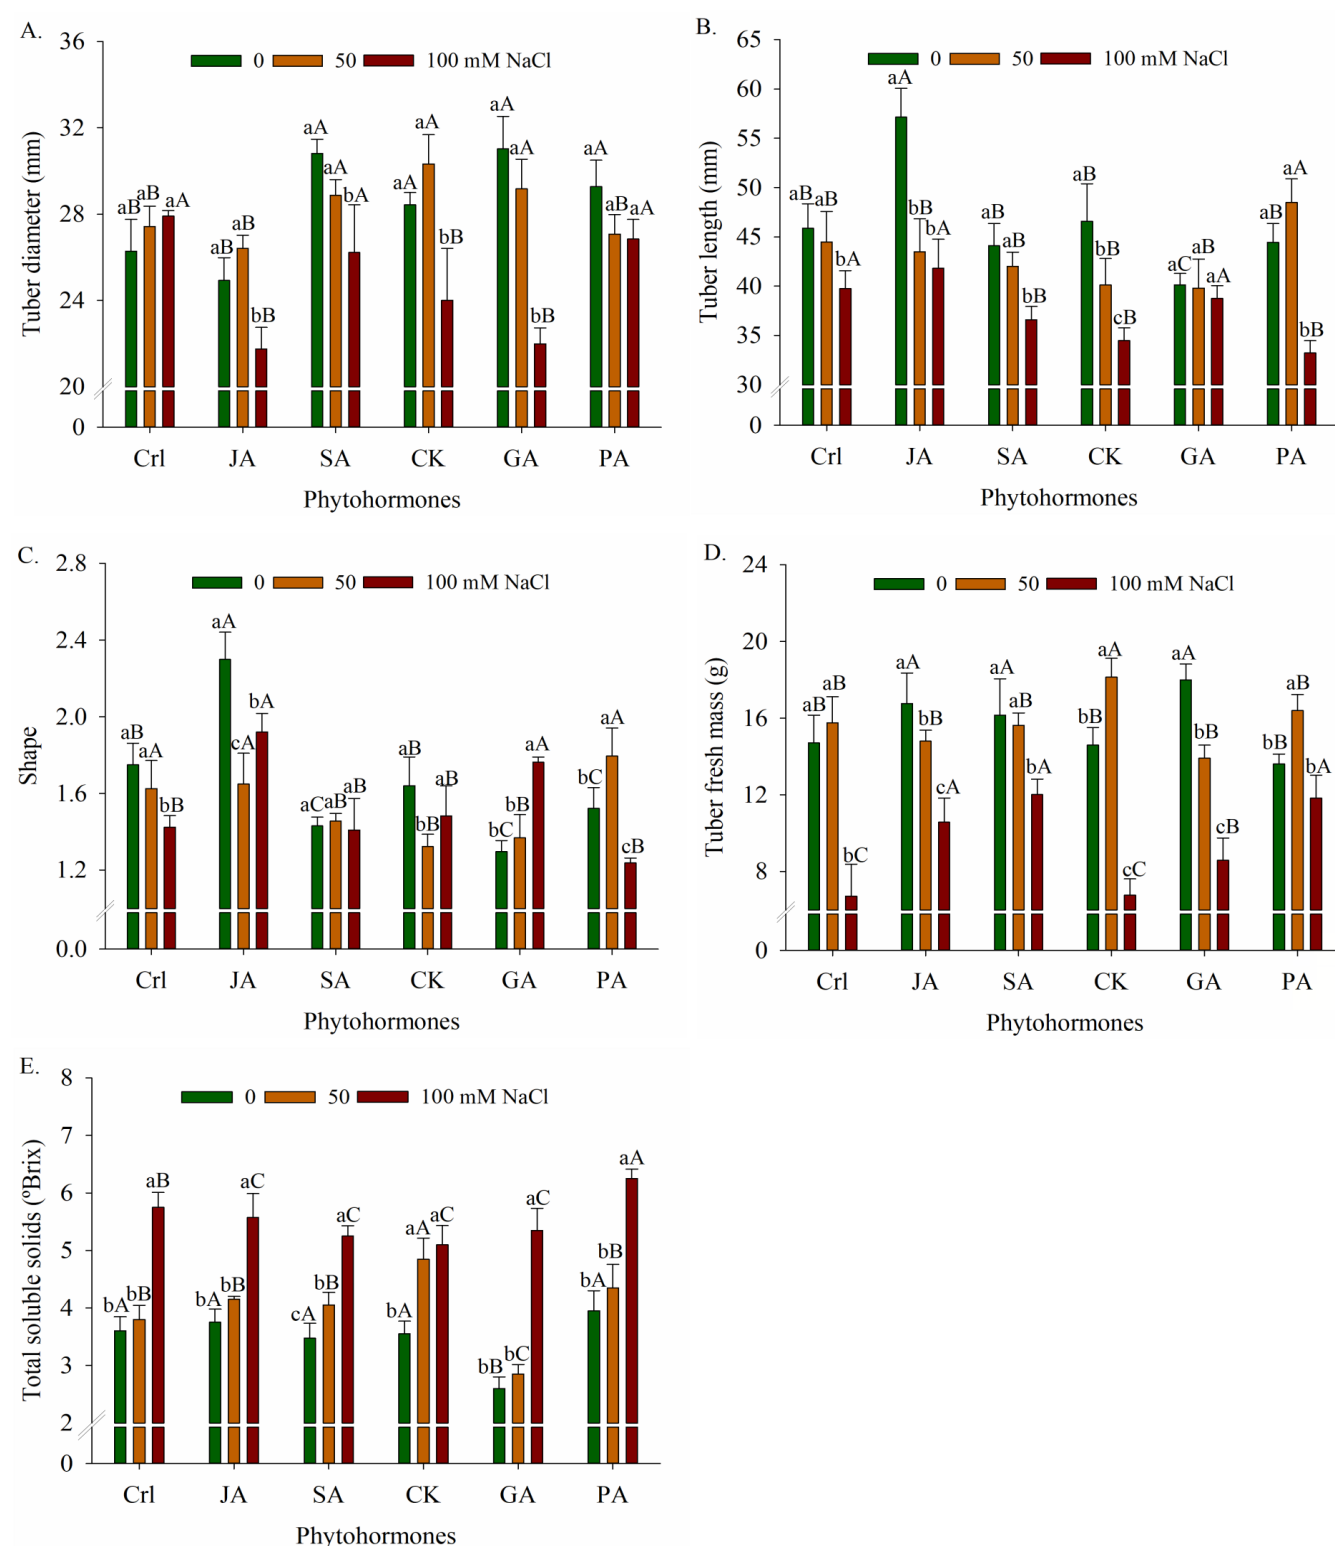 A.
36
32
28
24
20
0
Tuber diameter (mm)
0 50 100 mM NaCl
aB aB aA
aB aB bB
aA aA bA
aA aA bB
aA aA bB
aA aB aA
Crl JA SA CK GA PA
Phytohormones
B.
65
60
55
50
45
40
35
30
0
Tuber length (mm)
0 50 100 mM NaCl
aB aB bA
aA bB bA
aB aB bB
aB bB cB
aC aB aA
aB aA bB
Crl JA SA CK GA PA
Phytohormones
C.
2.8
2.4
2.0
1.6
1.2
0.0
Shape
0 50 100 mM NaCl
aB aA bB
aA cA bA
aC aB aB
aB bB aB
bC bB aA
bC aA cB
Crl JA SA CK GA PA
Phytohormones
D.
24
20
16
12
8
0
Tuber fresh mass (g)
0 50 100 mM NaCl
aB aB bC
aA bB cA
aA aB bA
bB aA cC
aA bB cB
bB aB bA
Crl JA SA CK GA PA
Phytohormones
E.
8
7
6
5
4
3
2
0
Total soluble solids (ºBrix)
0 50 100 mM NaCl
bA bB aB
bA bB aC
cA bB aC
bA aA aC
bB bC aC
bA bB aA
Crl JA SA CK GA PA
Phytohormones